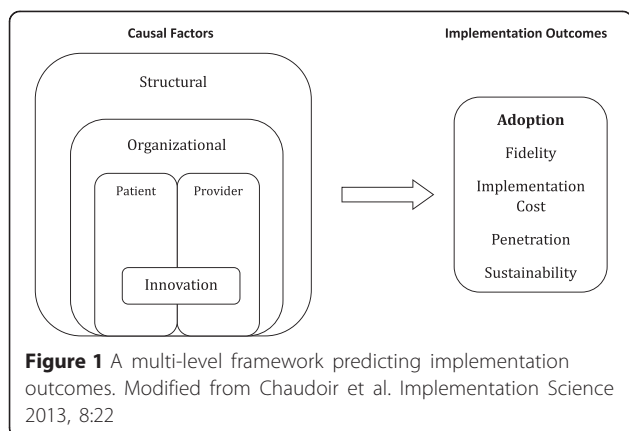 Causal Factors
Implementation Outcomes
Structural
Organizational
Patient
Provider
Innovation
Adoption
Fidelity
Implementation
Cost
Penetration
Sustainability
Figure 1 A multi-level framework predicting implementation
outcomes. Modified from Chaudoir et al. Implementation Science
2013, 8:22